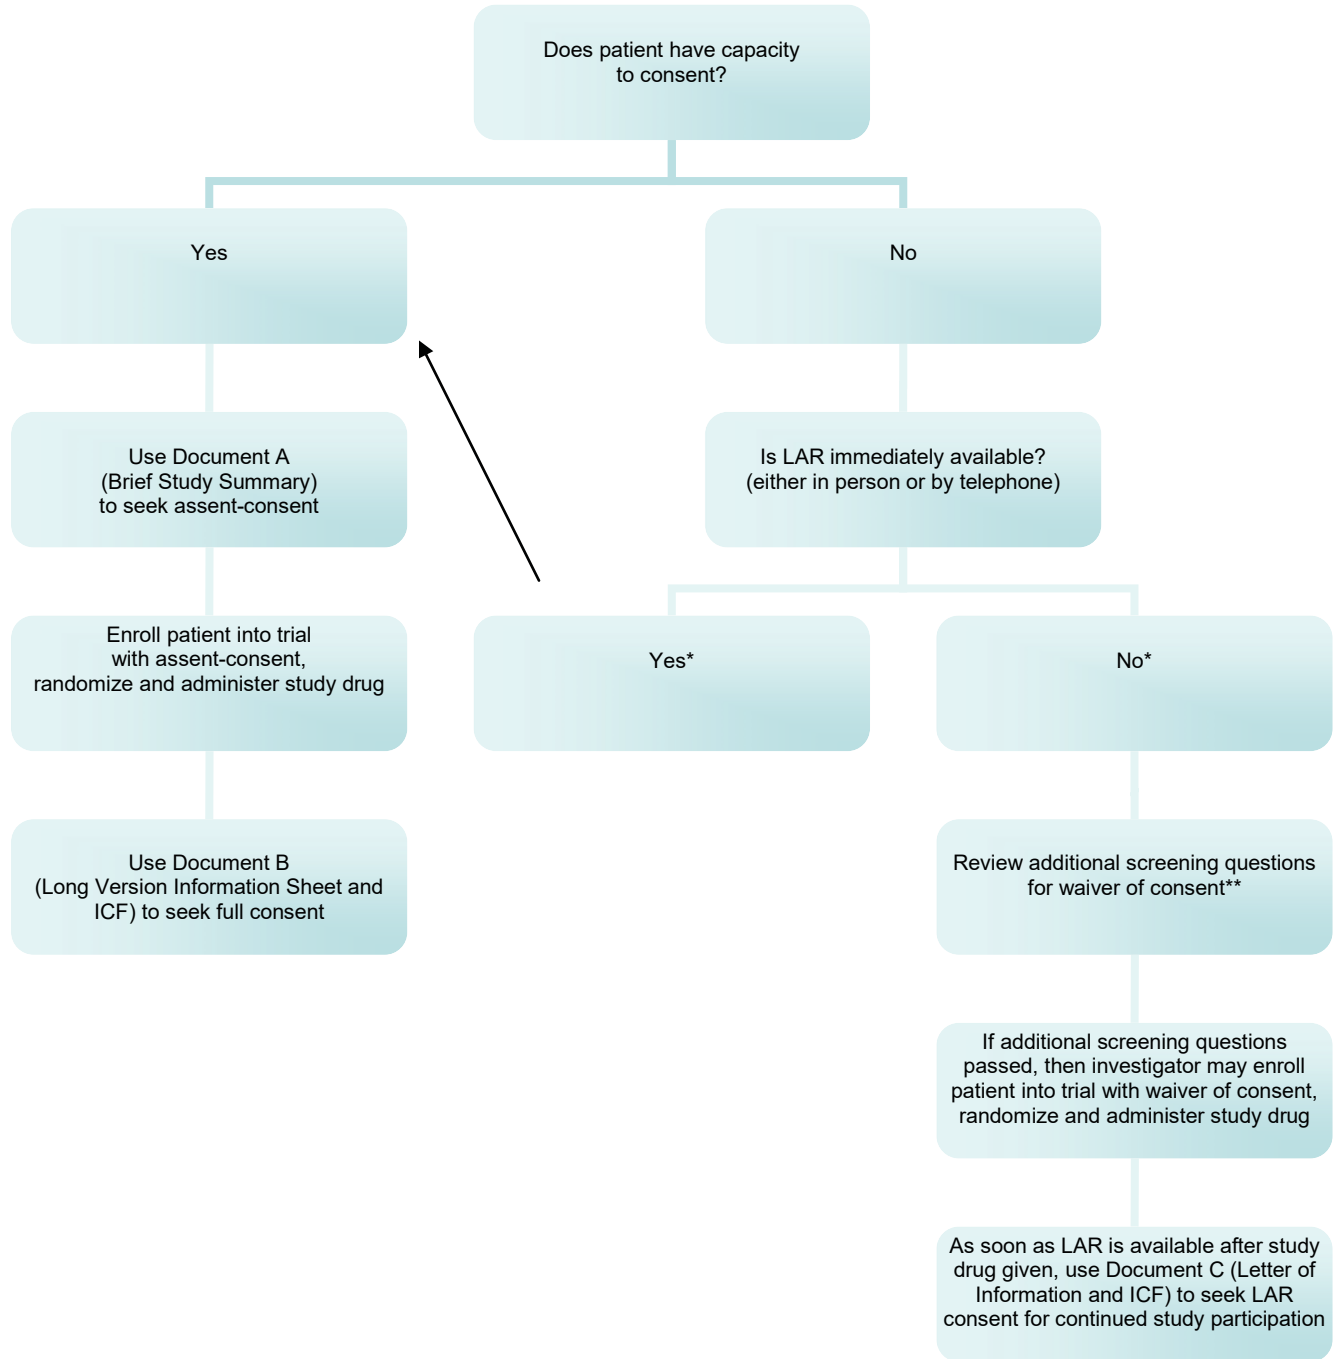 Does patient have capacity
to consent?
Yes
No
Use Document A
(Brief Study Summary)
to seek assent-consent
Is LAR immediately available?
(either in person or by telephone)
Enroll patient into trial
with assent-consent,
randomize and administer study drug
Yes*
No*
Use Document B
(Long Version Information Sheet and
ICF) to seek full consent
Review additional screening questions
for waiver of consent**
If additional screening questions
passed, then investigator may enroll
patient into trial with waiver of consent,
randomize and administer study drug
As soon as LAR is available after study
drug given, use Document C (Letter of
Information and ICF) to seek LAR
consent for continued study participation